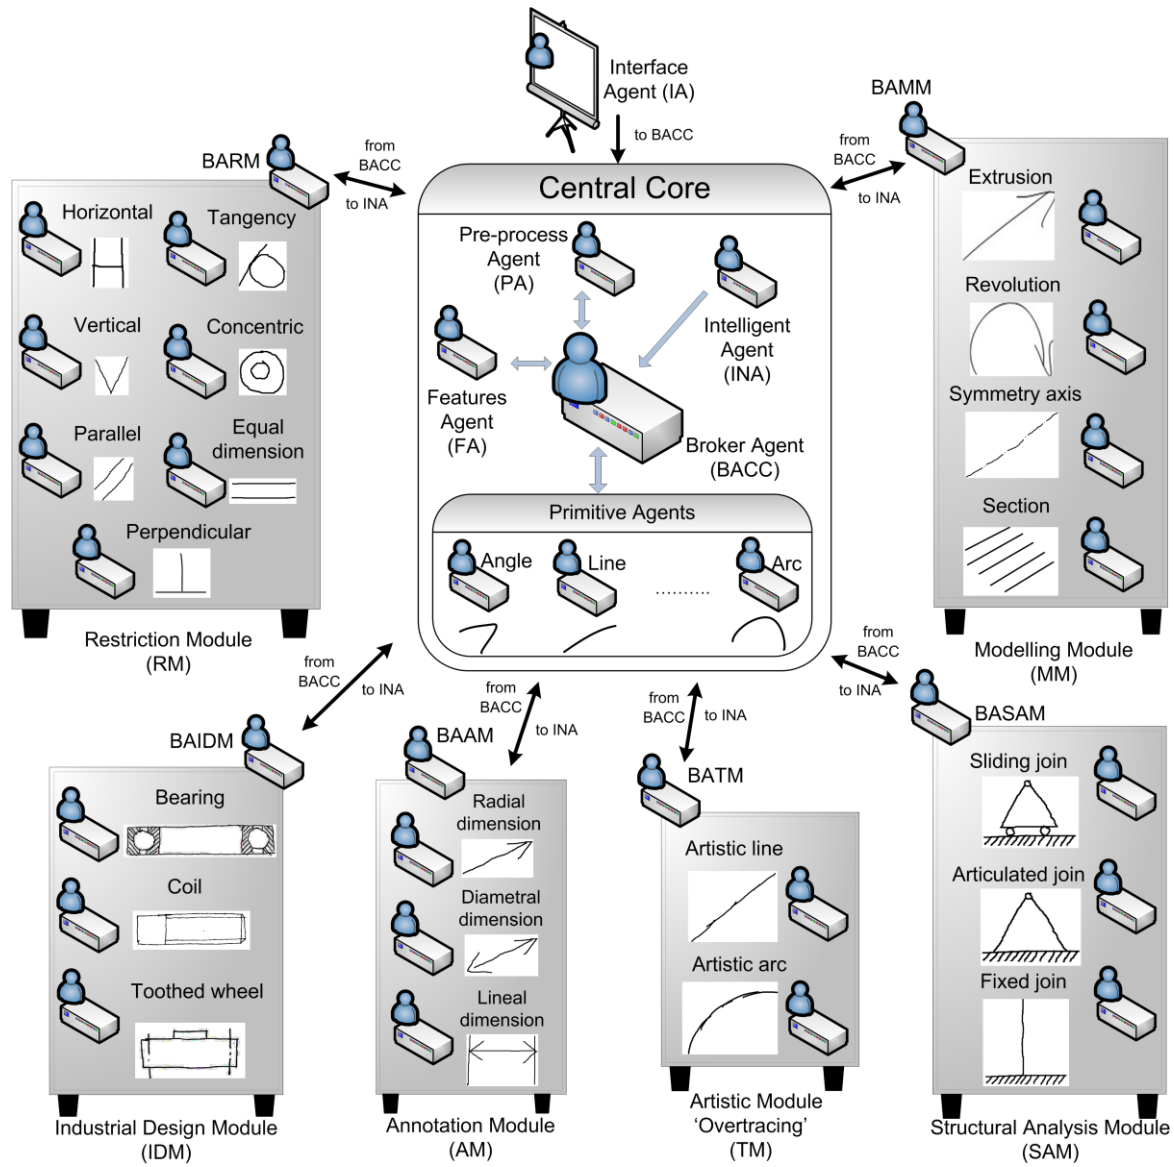 Interface
Agent (IA)
to BACC
BARM
from
BACC
to INA
Horizontal
Tangency
Vertical
Concentric
Parallel
Equal
dimension
Perpendicular
Restriction Module
(RM)
Central Core
Pre-process
Agent
(PA)
Intelligent
Agent
(INA)
Features
Agent
(FA)
Broker Agent
(BACC)
Primitive Agents
Angle
Line
..........
Arc
BAMM
from
BACC
to INA
Extrusion
Revolution
Symmetry axis
Section
Modelling Module
(MM)
from
BACC
to INA
BAIDM
Bearing
Coil
Toothed wheel
Industrial Design Module
(IDM)
from
BACC
to INA
BAAM
Radial
dimension
Diametral
dimension
Lineal
dimension
Annotation Module
(AM)
from
BACC
to INA
BATM
Artistic line
Artistic arc
Artistic Module
‘Overtracing’
(TM)
from
BACC
to INA
BASAM
Sliding join
Articulated join
Fixed join
Structural Analysis Module
(SAM)